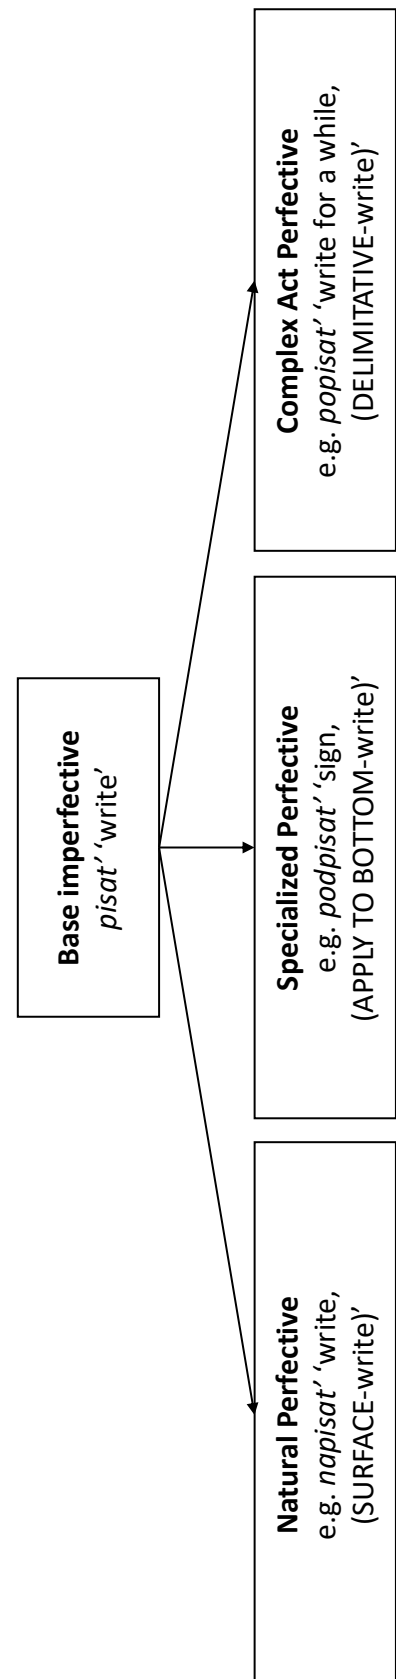 Base imperfective
pisat’ ‘write’
Natural Perfective
e.g. napisat’ ‘write,
(SURFACE-write)’
Specialized Perfective
e.g. podpisat’ ‘sign,
(APPLY TO BOTTOM-write)’
Complex Act Perfective
e.g. popisat’ ‘write for a while,
(DELIMITATIVE-write)’